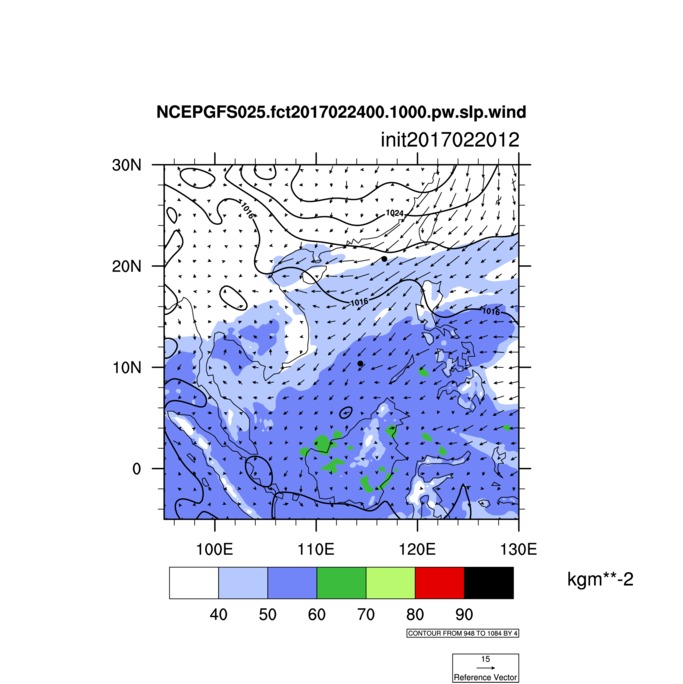 NCEPGFS025.fct2017022400.1000.pw.slp.wind
init2017022012
30N
20N
10N
0
1016
1024
1016
1016
100E 110E 120E 130E
40 50 60 70 80 90
kgm**-2
CONTOUR FROM 948 TO 1084 BY 4
15
Reference Vector